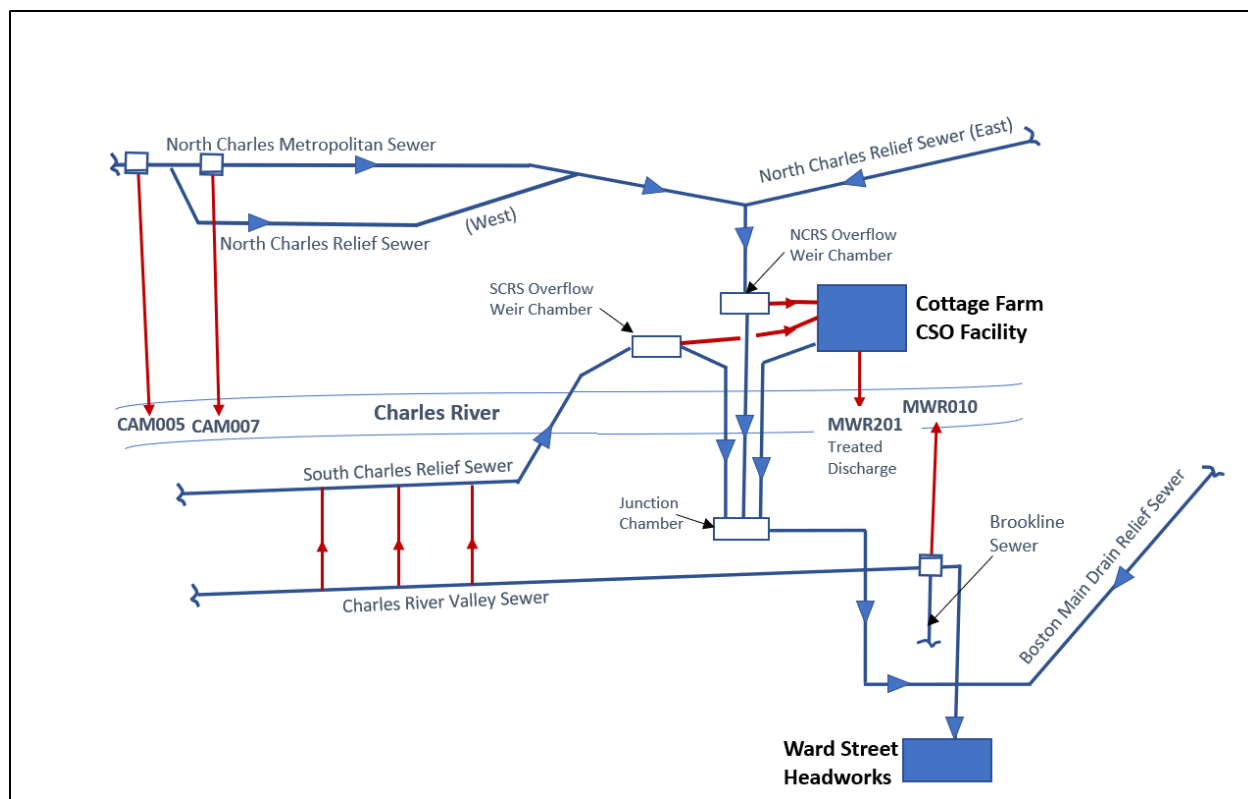 North Charles Metropolitan Sewer
North Charles Relief Sewer (East)
(West)
North Charles Relief Sewer
NCRS Overflow
Weir Chamber
SCRS Overflow
Weir Chamber
Cottage Farm
CSO Facility
CAM005
CAM007
Charles River
MWR201
Treated
Discharge
MWR010
South Charles Relief Sewer
Junction
Chamber
Brookline
Sewer
Boston Main Drain Relief Sewer
Charles River Valley Sewer
Ward Street
Headworks